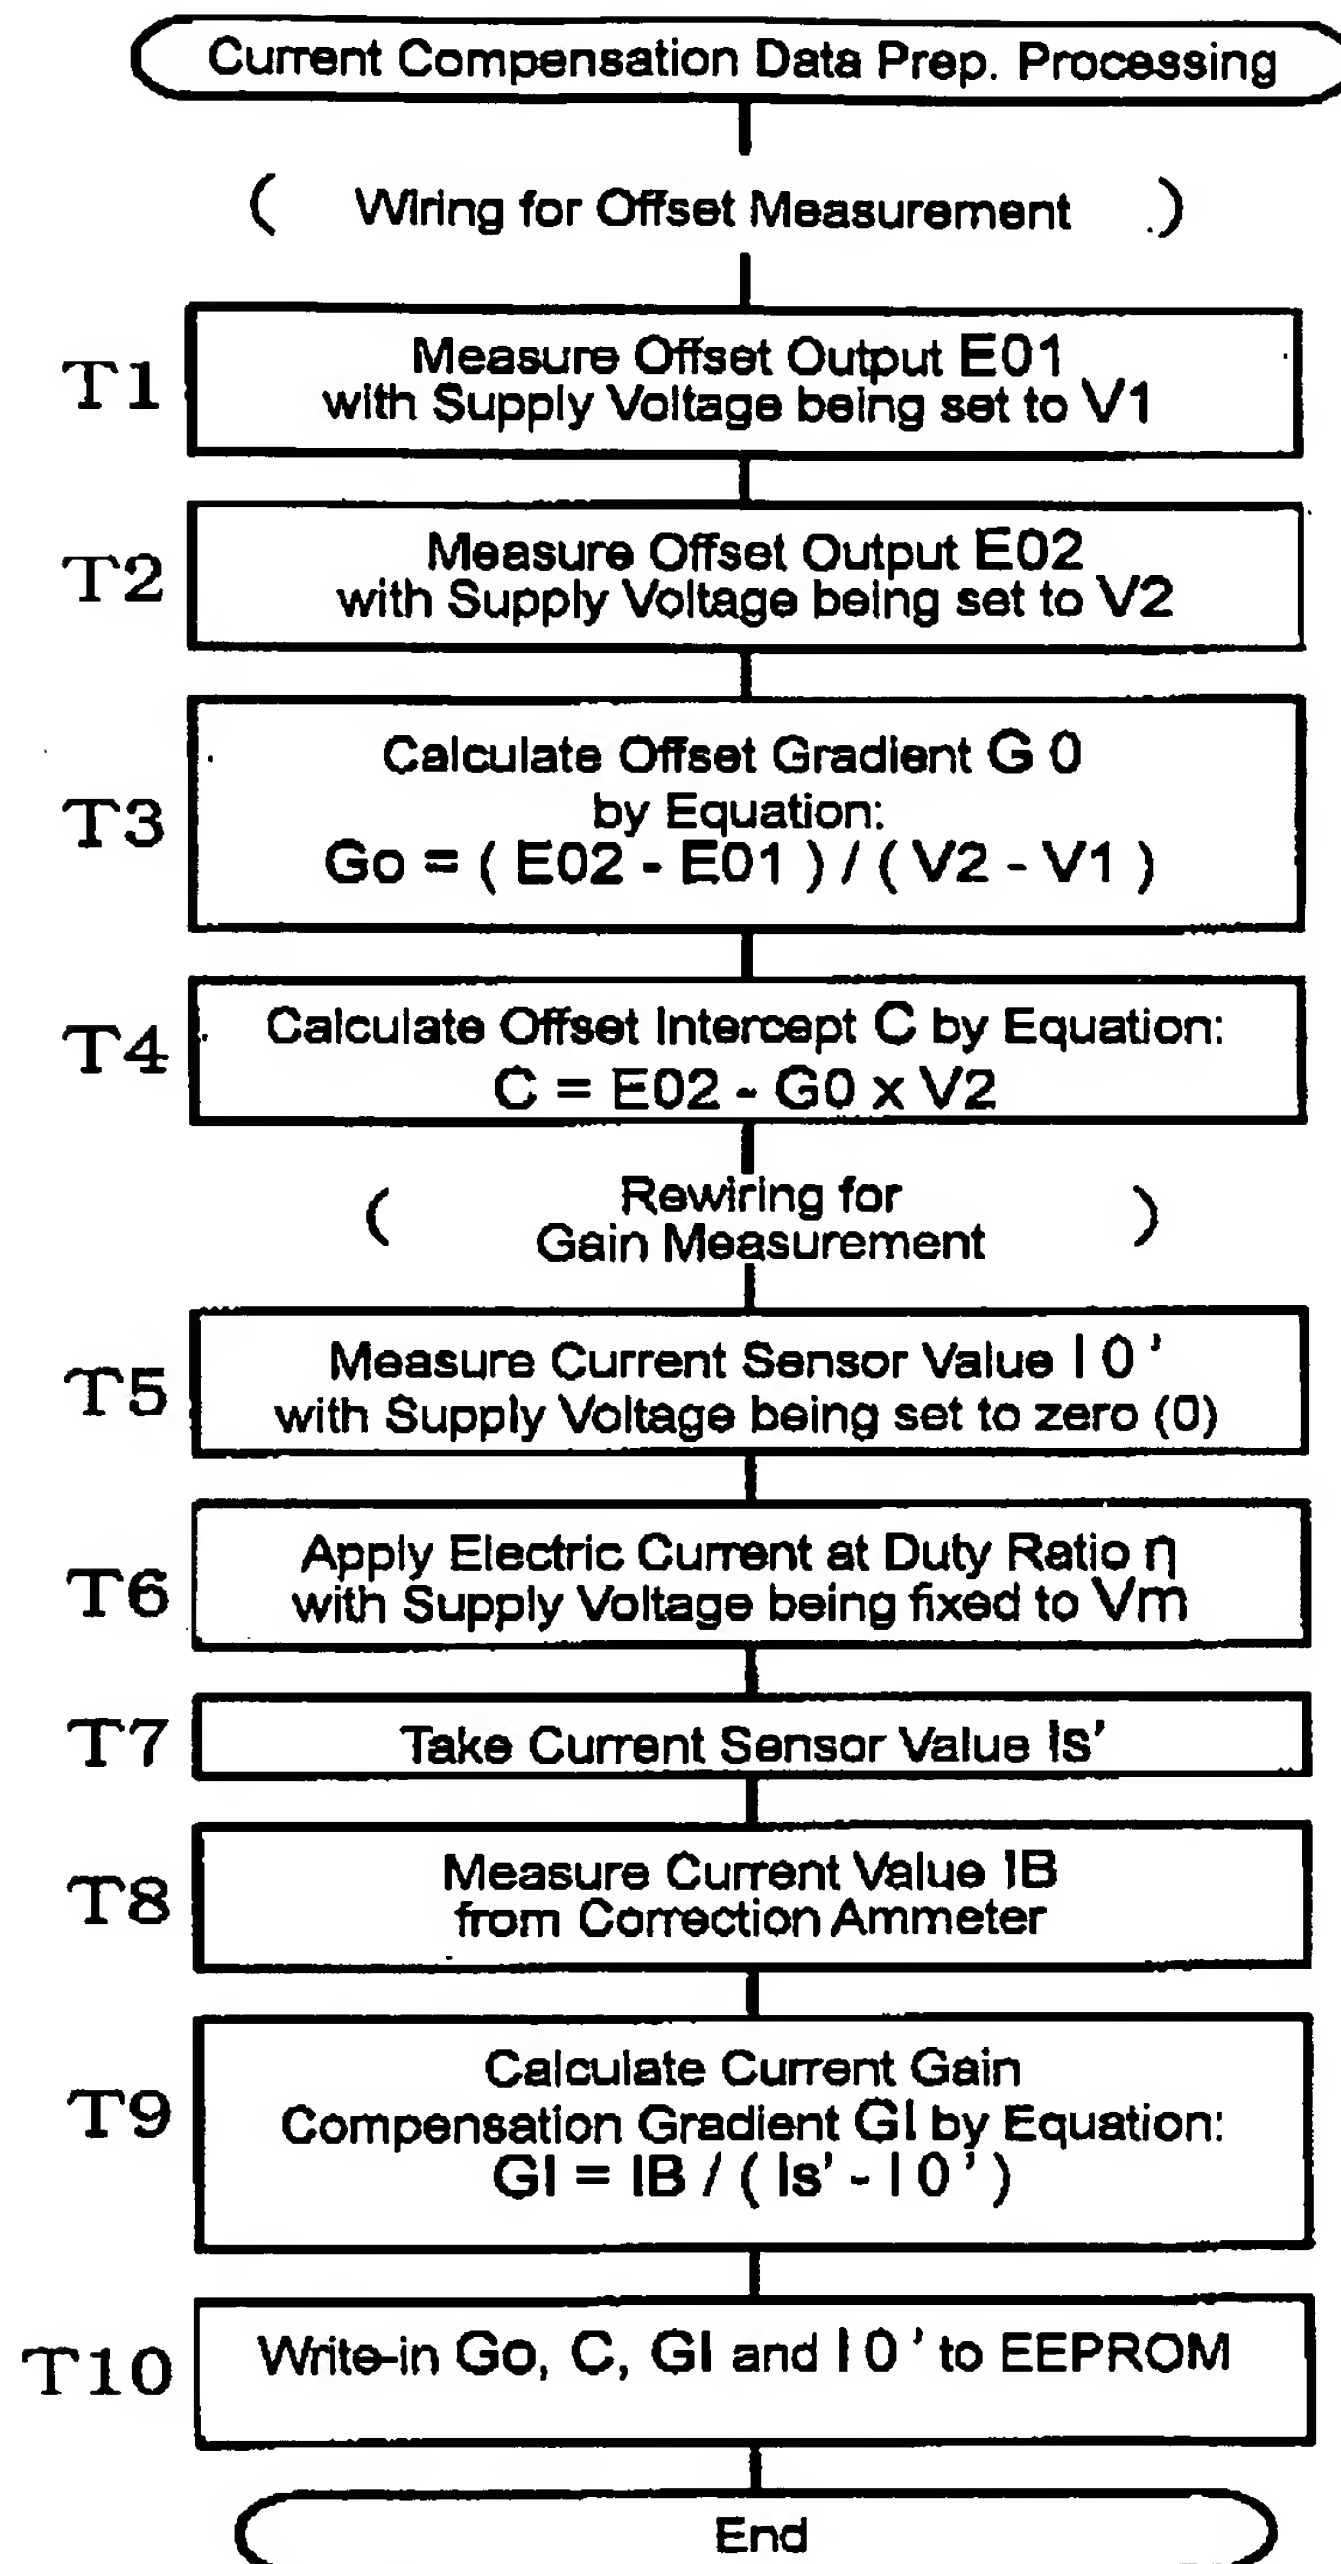 Current Compensation Data Prep. Processing
( Wiring for Offset Measurement )
T1
Measure Offset Output E01
with Supply Voltage being set to V1
T2
Measure Offset Output E02
with Supply Voltage being set to V2
T3
Calculate Offset Gradient G 0
by Equation:
Go = ( E02 - E01 ) / ( V2 - V1 )
T4
Calculate Offset Intercept C by Equation:
C = E02 - G0 x V2
( Rewiring for
Gain Measurement )
T5
Measure Current Sensor Value I 0 '
with Supply Voltage being set to zero (0)
T6
Apply Electric Current at Duty Ratio η
with Supply Voltage being fixed to Vm
T7
Take Current Sensor Value Is'
T8
Measure Current Value IB
from Correction Ammeter
T9
Calculate Current Gain
Compensation Gradient GI by Equation:
GI = IB / ( Is' - I 0 ' )
T10
Write-in Go, C, GI and I 0 ' to EEPROM
End